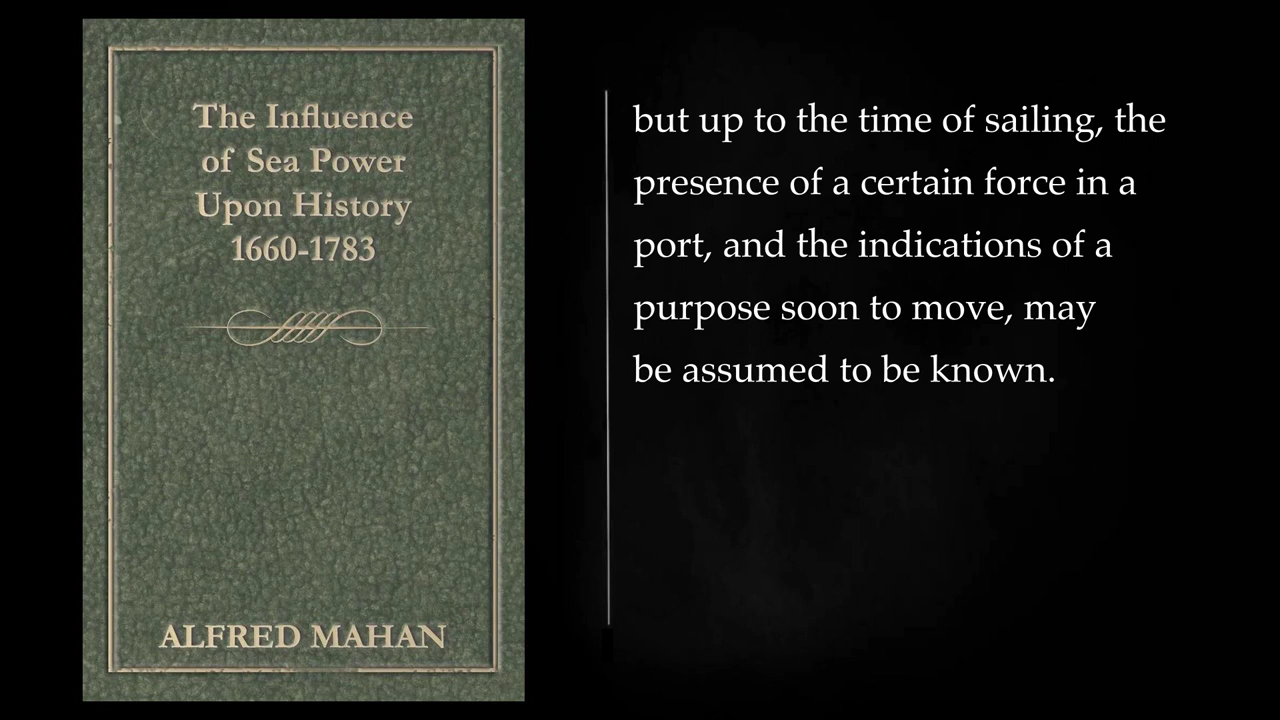 The Influence
of Sea Power
Upon History
1660-1783
ALFRED MAHAN
but up to the time of sailing, the
presence of a certain force in a
port, and the indications of a
purpose soon to move, may
be assumed to be known.